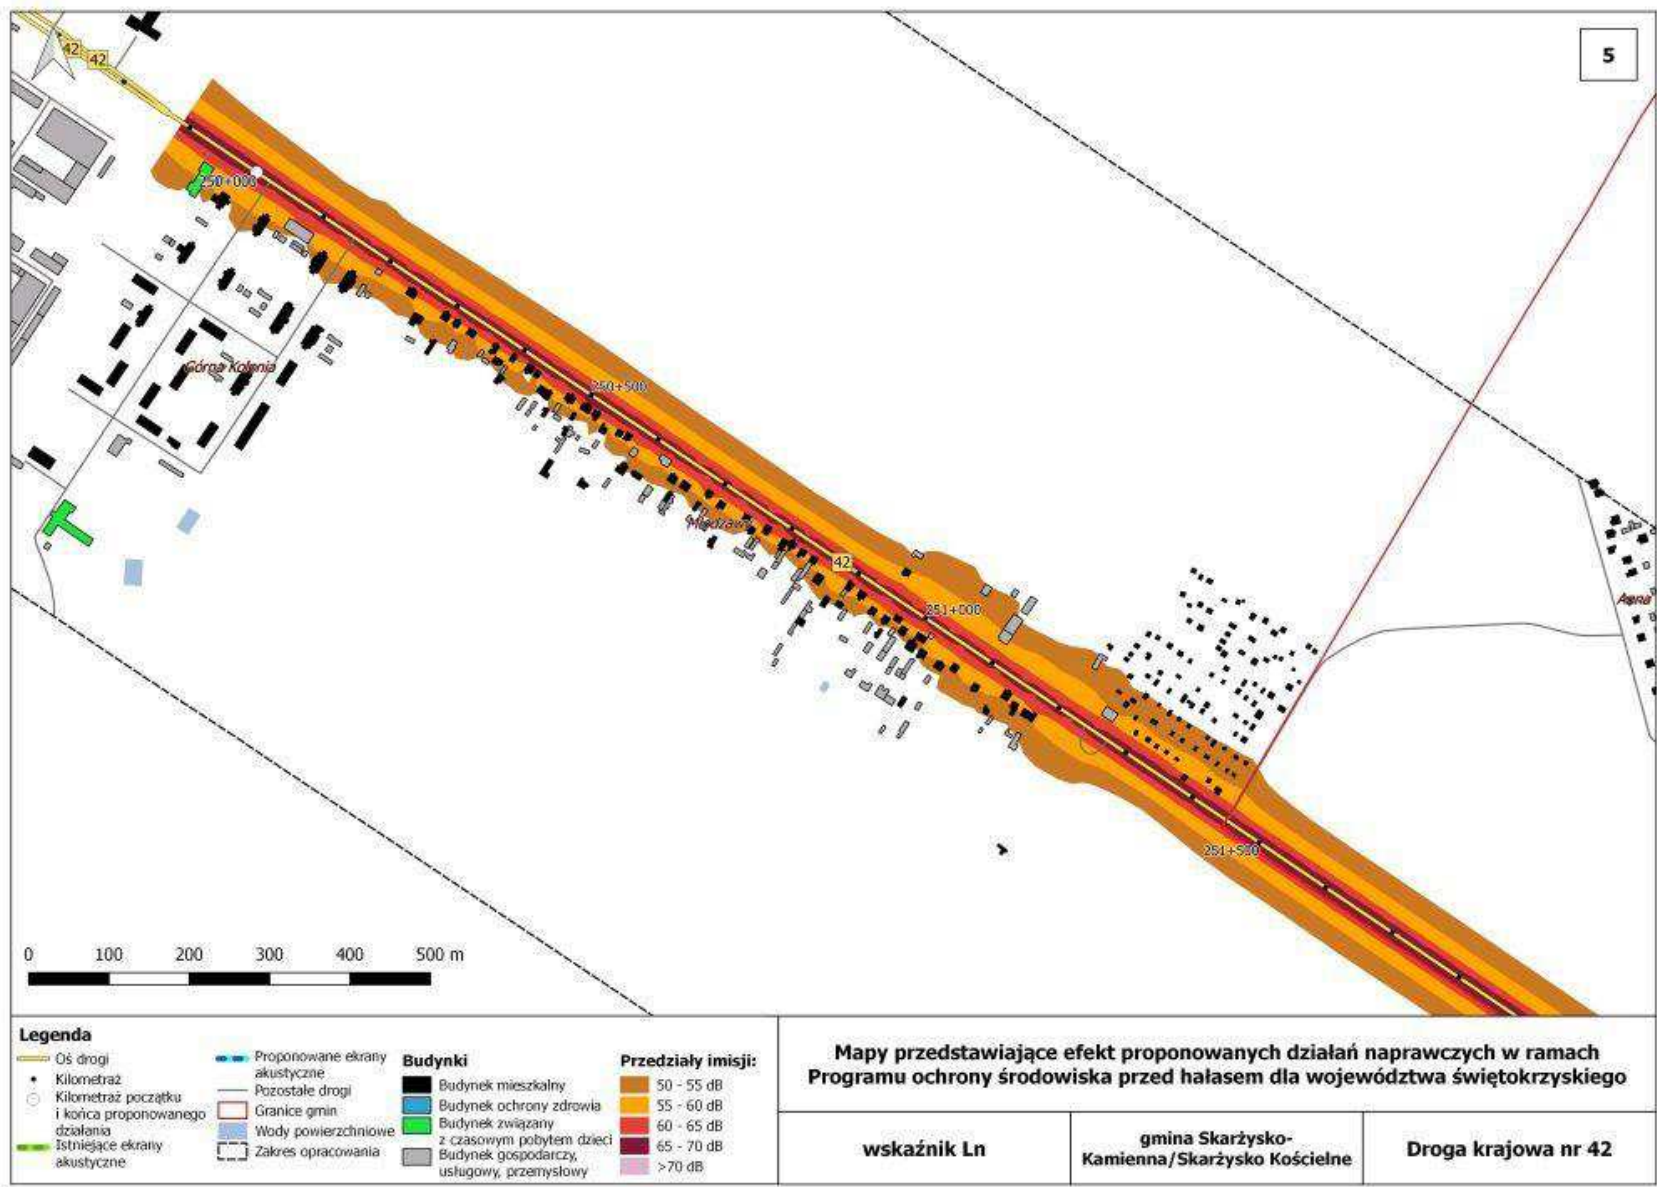 5
42
42
250+000
Górna Kolonia
250+500
42
251+000
251+500
0 100 200 300 400 500 m
Legenda
Oś drogi
Kilometraż
Kilometraż początku
i końca proponowanego
działania
Istniejące ekrany
akustyczne
Proponowane ekrany
akustyczne
Pozostałe drogi
Granice gmin
Wody powierzchniowe
Zakres opracowania
Budynki
Budynek mieszkalny
Budynek ochrony zdrowia
Budynek związany
z czasowym pobytem dzieci
Budynek gospodarczy,
usługowy, przemysłowy
Przedziały imisji:
50 - 55 dB
55 - 60 dB
60 - 65 dB
65 - 70 dB
>70 dB
Mapy przedstawiające efekt proponowanych działań naprawczych w ramach
Programu ochrony środowiska przed hałasem dla województwa świętokrzyskiego
wskaźnik Ln
gmina Skarżysko-
Kamienna/Skarżysko Kościelne
Droga krajowa nr 42